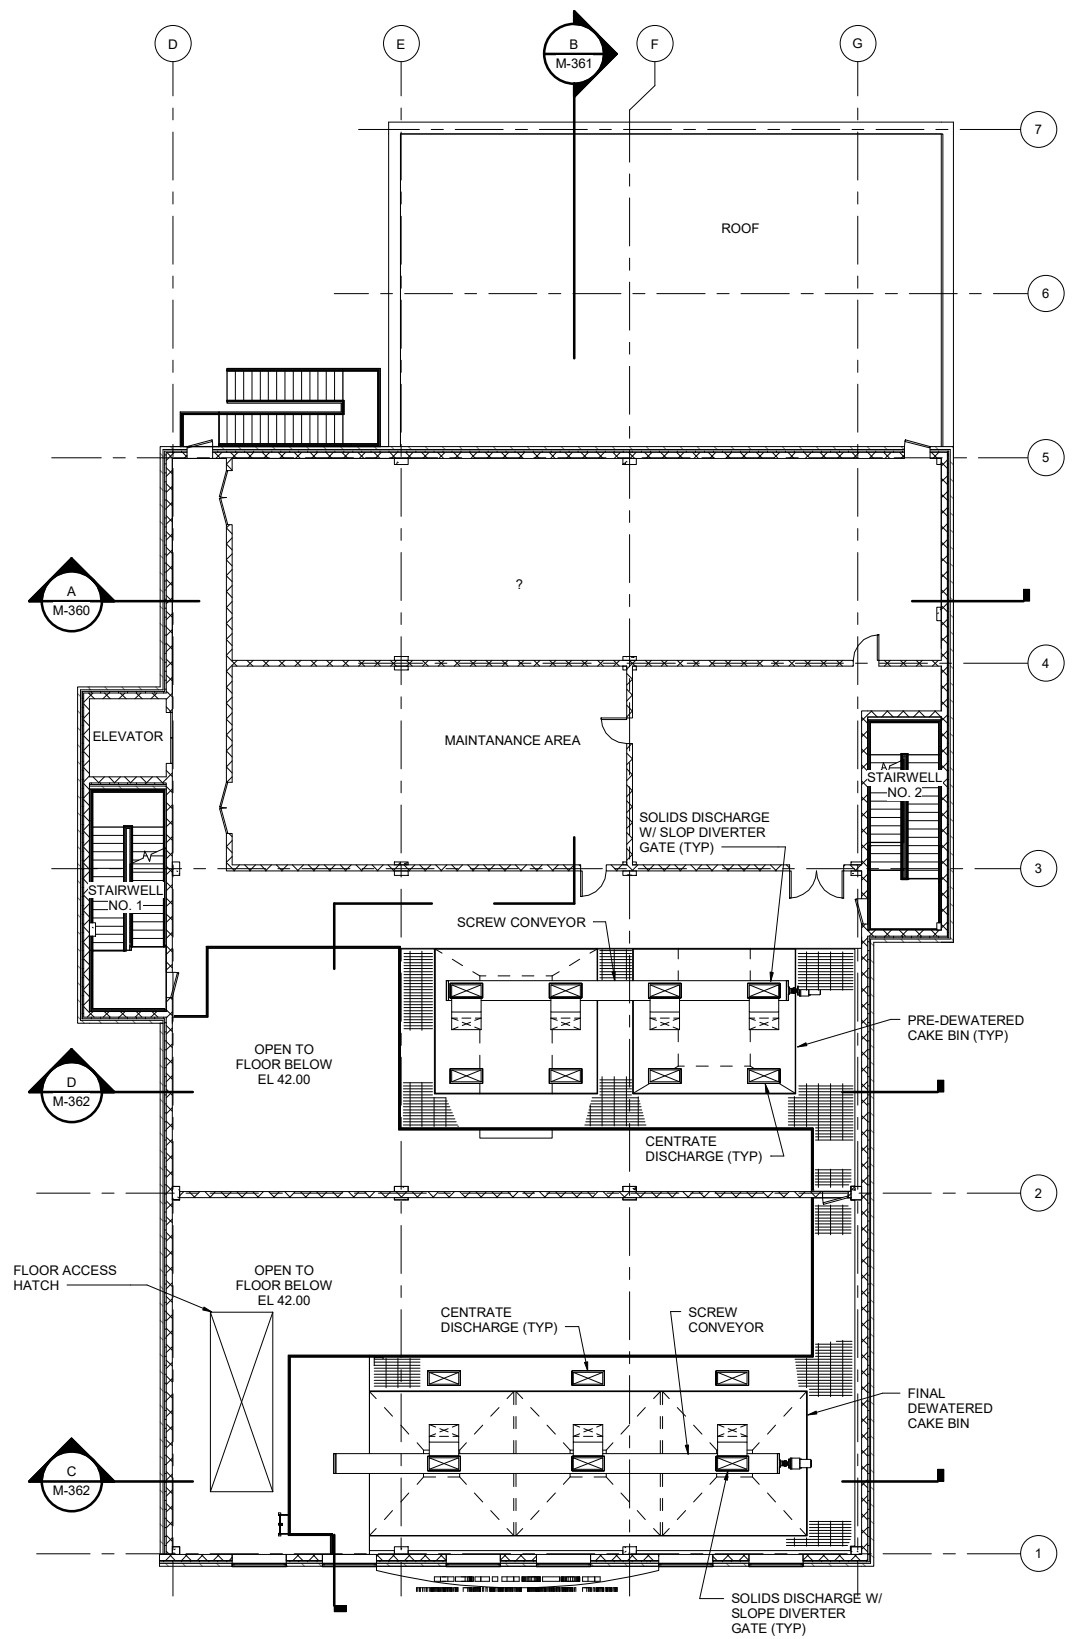 D
E
B
M-361
F
G
7
ROOF
6
5
?
A
M-360
4
ELEVATOR
MAINTANANCE AREA
STAIRWELL
NO. 2
SOLIDS DISCHARGE
W/ SLOP DIVERTER
GATE (TYP)
3
STAIRWELL
NO. 1
SCREW CONVEYOR
PRE-DEWATERED
CAKE BIN (TYP)
OPEN TO
FLOOR BELOW
EL 42.00
D
M-362
CENTRATE
DISCHARGE (TYP)
2
FLOOR ACCESS
HATCH
OPEN TO
FLOOR BELOW
EL 42.00
CENTRATE
DISCHARGE (TYP)
SCREW
CONVEYOR
FINAL
DEWATERED
CAKE BIN
C
M-362
1
SOLIDS DISCHARGE W/
SLOPE DIVERTER
GATE (TYP)